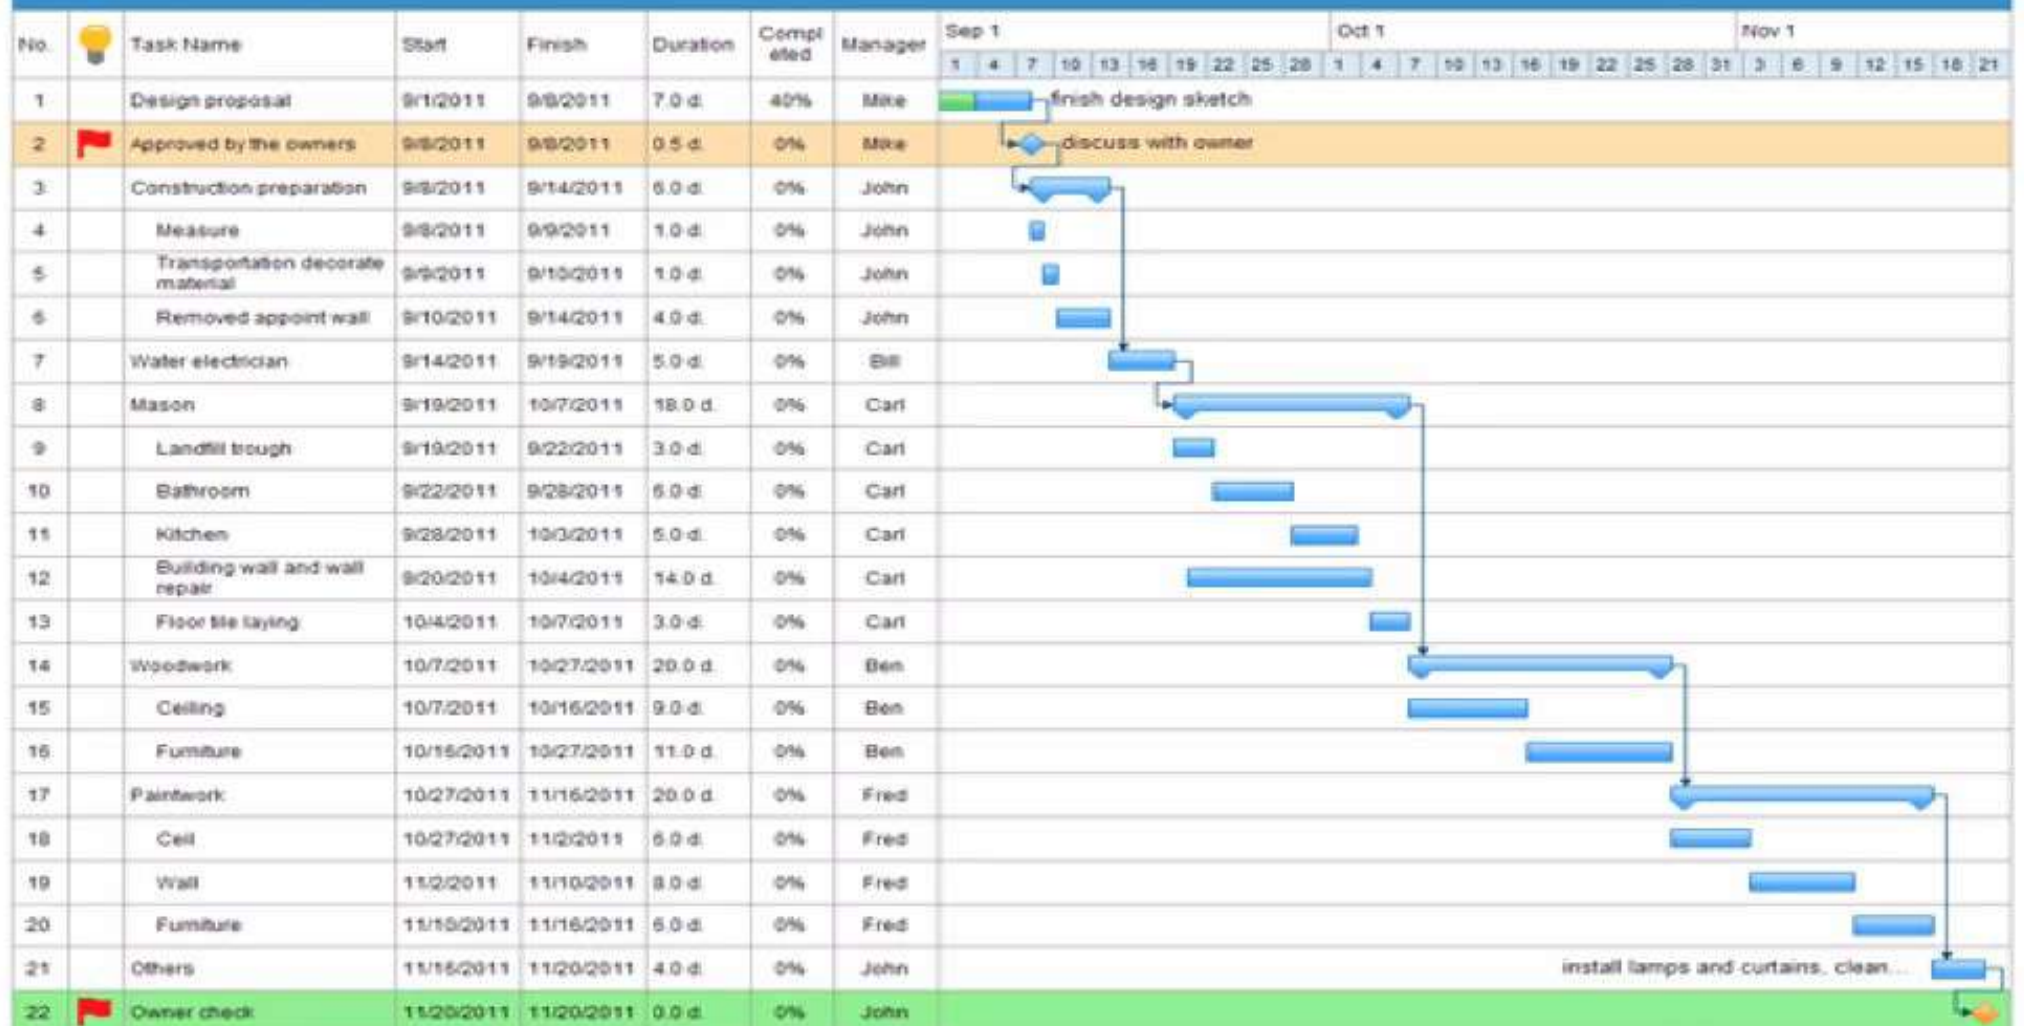 No. Task Name Start Finish Duration Completed Manager Sep 1 Oct 1 Nov 1
1 4 7 10 13 16 19 22 25 28 1 4 7 10 13 16 19 22 25 28 31 3 6 9 12 15 18 21
1 Design proposal 9/1/2011 9/8/2011 7.0 d. 40% Mike finish design sketch
2 Approved by the owners 9/8/2011 9/8/2011 0.5 d. 0% Mike discuss with owner
3 Construction preparation 9/8/2011 9/14/2011 6.0 d. 0% John
4 Measure 9/8/2011 9/9/2011 1.0 d. 0% John
5 Transportation decorate material 9/9/2011 9/10/2011 1.0 d. 0% John
6 Removed appoint wall 9/10/2011 9/14/2011 4.0 d. 0% John
7 Water electrician 9/14/2011 9/19/2011 5.0 d. 0% Bill
8 Mason 9/19/2011 10/7/2011 18.0 d. 0% Carl
9 Landfill trough 9/19/2011 9/22/2011 3.0 d. 0% Carl
10 Bathroom 9/22/2011 9/28/2011 6.0 d. 0% Carl
11 Kitchen 9/28/2011 10/3/2011 5.0 d. 0% Carl
12 Building wall and wall repair 9/20/2011 10/4/2011 14.0 d. 0% Carl
13 Floor tile laying 10/4/2011 10/7/2011 3.0 d. 0% Carl
14 Woodwork 10/7/2011 10/27/2011 20.0 d. 0% Ben
15 Ceiling 10/7/2011 10/16/2011 9.0 d. 0% Ben
16 Furniture 10/16/2011 10/27/2011 11.0 d. 0% Ben
17 Paintwork 10/27/2011 11/16/2011 20.0 d. 0% Fred
18 Ceil 10/27/2011 11/2/2011 6.0 d. 0% Fred
19 Wall 11/2/2011 11/10/2011 8.0 d. 0% Fred
20 Furniture 11/10/2011 11/16/2011 6.0 d. 0% Fred
21 Others 11/16/2011 11/20/2011 4.0 d. 0% John install lamps and curtains, clean...
22 Owner check 11/20/2011 11/20/2011 0.0 d. 0% John